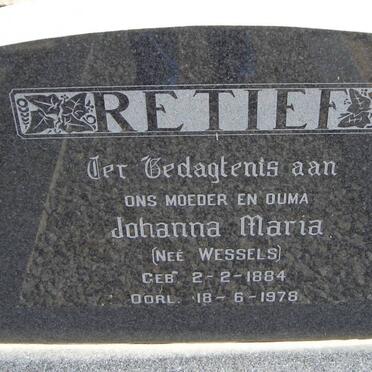 RETIEF
Ter Gedagtenis aan
ONS MOEDER EN OUMA
Johanna Maria
(NEÉ WESSELS)
GEB. 2-2-1884
OORL. 18-6-1978